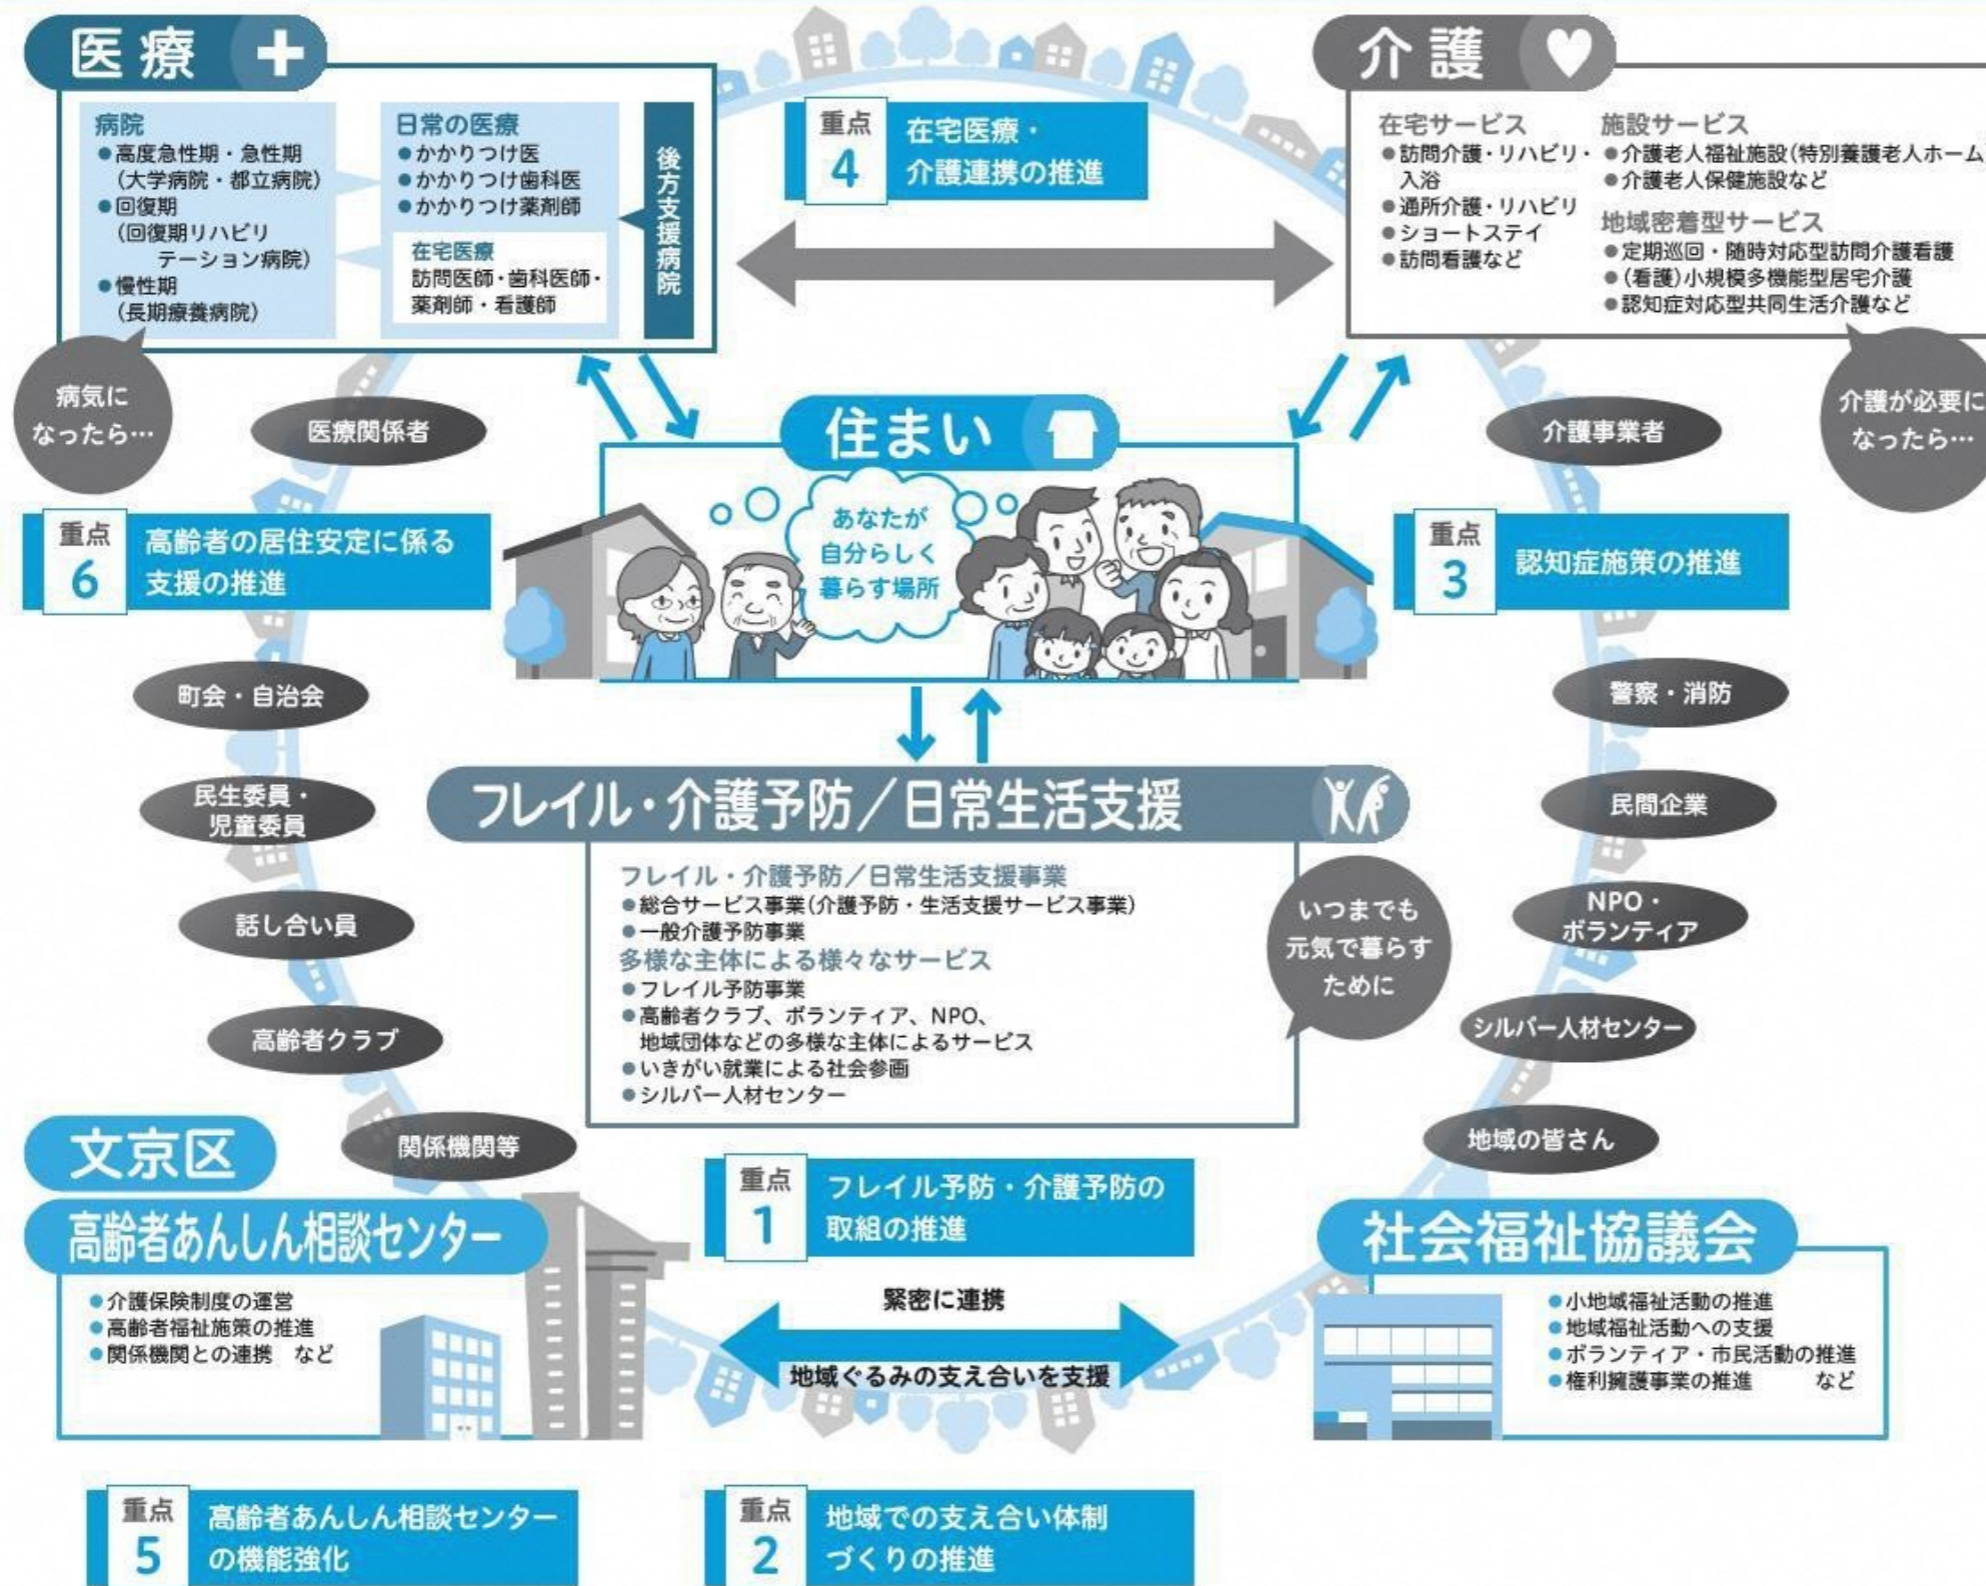 医療
病院
●高度急性期・急性期
(大学病院・都立病院)
●回復期
(回復期リハビリ
テーション病院)
●慢性期
(長期療養病院)
日常の医療
●かかりつけ医
●かかりつけ歯科医
●かかりつけ薬剤師
在宅医療
訪問医師・歯科医師・
薬剤師・看護師
後方支援病院
重点
4
在宅医療・
介護連携の推進
介護
在宅サービス
●訪問介護・リハビリ・
入浴
●通所介護・リハビリ
●ショートステイ
●訪問看護など
施設サービス
●介護老人福祉施設(特別養護老人ホーム)
●介護老人保健施設など
地域密着型サービス
●定期巡回・随時対応型訪問介護看護
●(看護)小規模多機能型居宅介護
●認知症対応型共同生活介護など
病気に
なったら…
医療関係者
住まい
あなたが
自分らしく
暮らす場所
介護事業者
介護が必要に
なったら…
重点
6
高齢者の居住安定に係る
支援の推進
重点
3
認知症施策の推進
町会・自治会
民生委員・
児童委員
話し合い員
高齢者クラブ
関係機関等
警察・消防
民間企業
NPO・
ボランティア
シルバー人材センター
地域の皆さん
フレイル・介護予防／日常生活支援
フレイル・介護予防／日常生活支援事業
●総合サービス事業(介護予防・生活支援サービス事業)
●一般介護予防事業
多様な主体による様々なサービス
●フレイル予防事業
●高齢者クラブ、ボランティア、NPO、
地域団体などの多様な主体によるサービス
●いきがい就業による社会参画
●シルバー人材センター
いつまでも
元気で暮らす
ために
文京区
高齢者あんしん相談センター
●介護保険制度の運営
●高齢者福祉施策の推進
●関係機関との連携 など
重点
1
フレイル予防・介護予防の
取組の推進
緊密に連携
地域ぐるみの支え合いを支援
社会福祉協議会
●小地域福祉活動の推進
●地域福祉活動への支援
●ボランティア・市民活動の推進
●権利擁護事業の推進 など
重点
5
高齢者あんしん相談センター
の機能強化
重点
2
地域での支え合い体制
づくりの推進